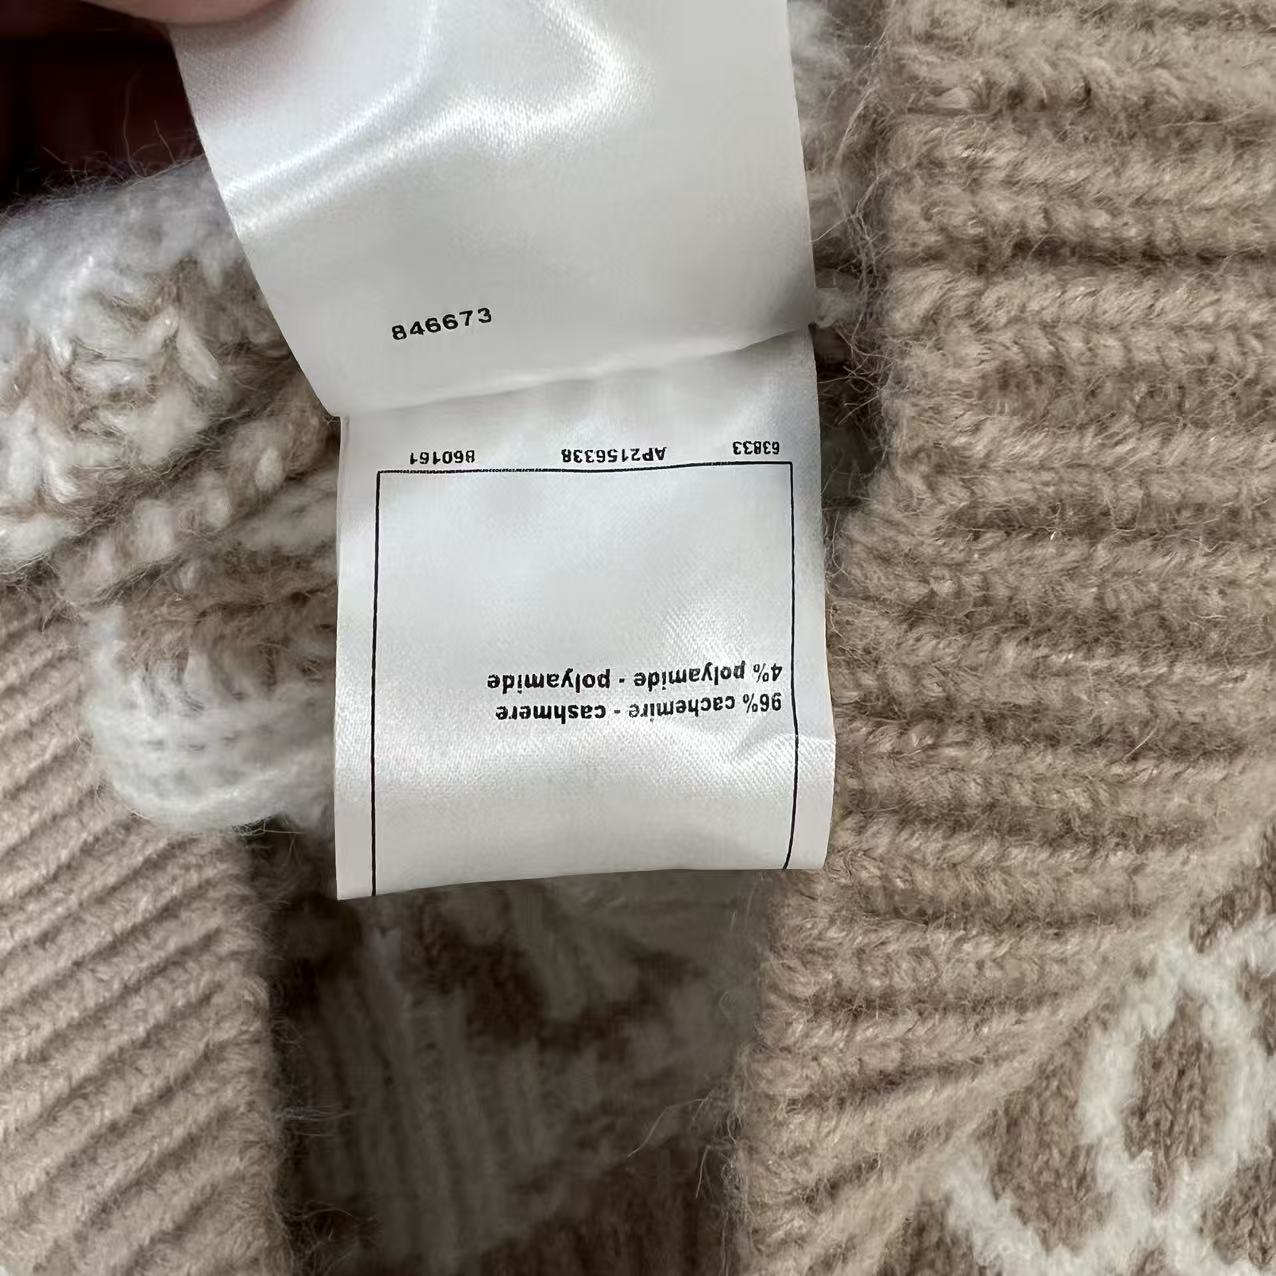 846673
96% cachemire - cashmere
4% polyamide - polyamide
63833 AP2156338 860161